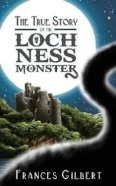 THE TRUE STORY
OF THE
LOCH
NESS
MONSTER
FRANCES GILBERT